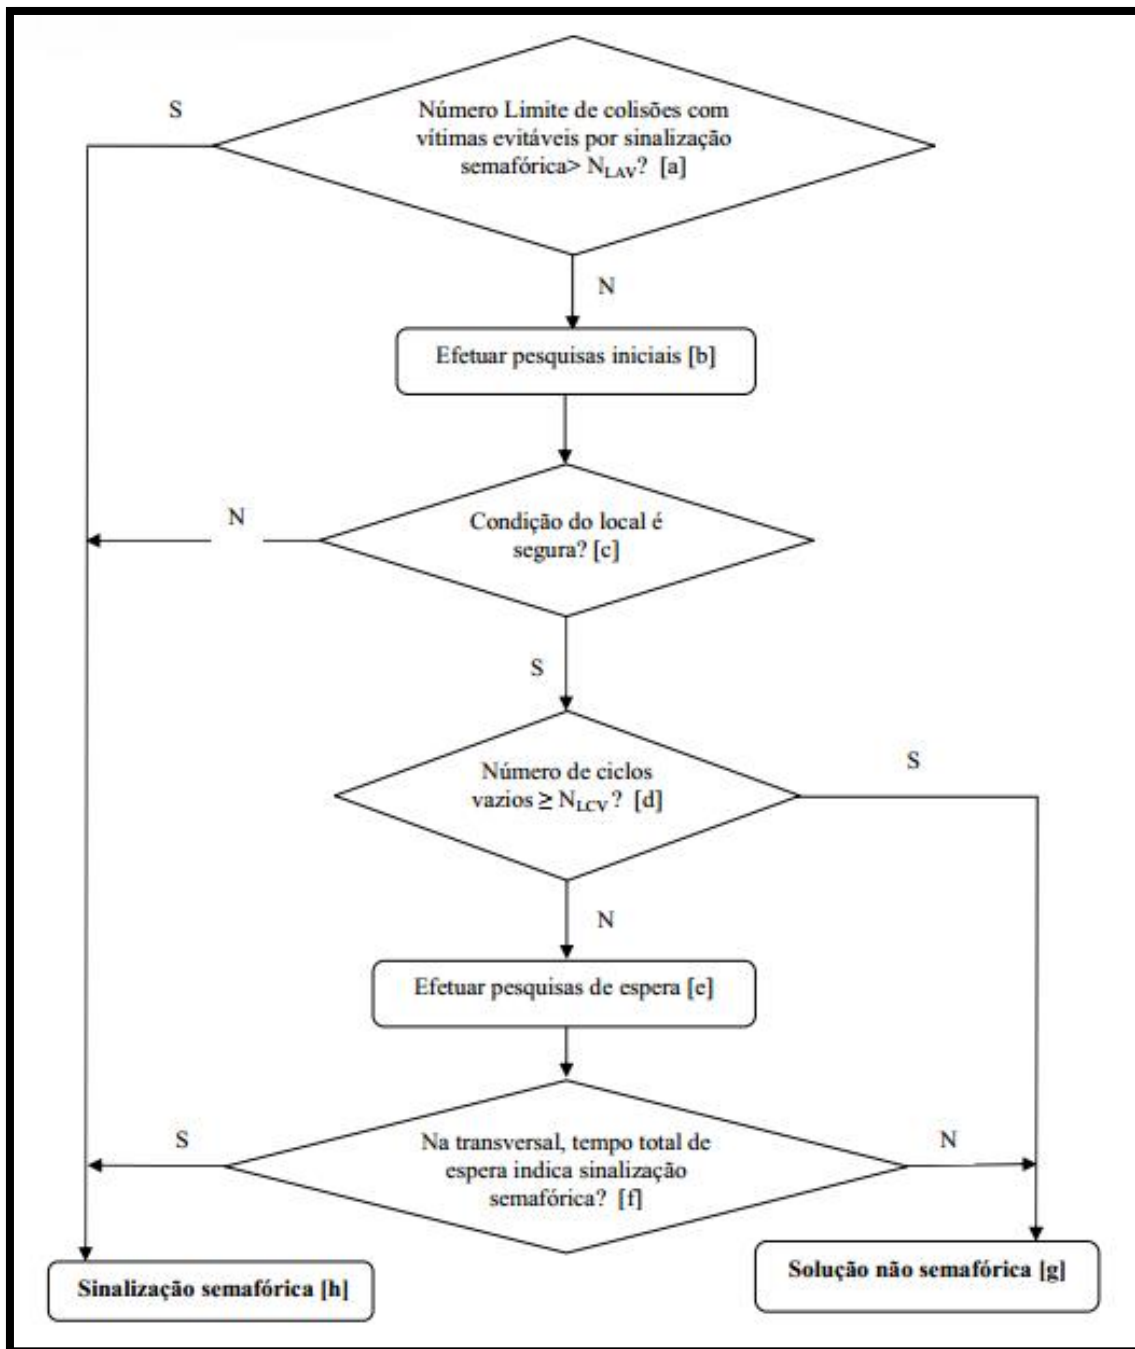 S
Número Limite de colisões com
vítimas evitáveis por sinalização
semafórica> N_LAV? [a]
N
Efetuar pesquisas iniciais [b]
N
Condição do local é
segura? [c]
S
Número de ciclos
vazios ≥ N_LCV? [d]
S
N
Efetuar pesquisas de espera [e]
S
Na transversal, tempo total de
espera indica sinalização
semafórica? [f]
N
Sinalização semafórica [h]
Solução não semafórica [g]